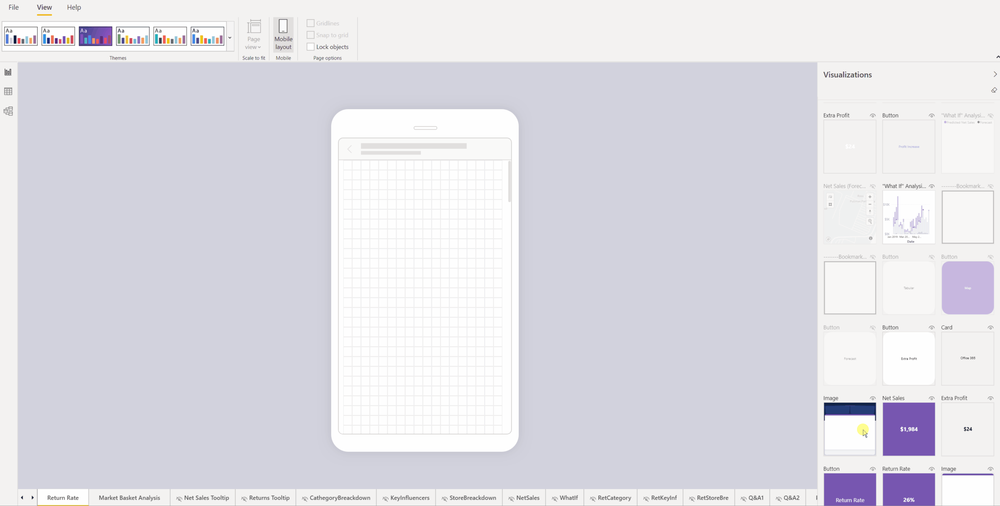 File View Help
Aa Aa Aa Aa Aa Aa
Page view
Mobile layout
Gridlines
Snap to grid
Lock objects
Themes
Scale to fit
Mobile
Page options
Visualizations
Extra Profit
Button
"What If" Analysi...
$24
Profit Increase
Predicted Net Sales Forecast
Net Sales (Forec...
"What If" Analysi...
-------Bookmark...
$10K
$5K
$0K
Jan 2019 Mar 20... May 2...
Date
-------Bookmark...
Button
Button
Tabular
Map
Button
Button
Card
Forecast
Extra Profit
Office 365
Image
Net Sales
Extra Profit
$1,984
$24
Button
Return Rate
Image
Return Rate
26%
Return Rate
Market Basket Analysis
Net Sales Tooltip
Returns Tooltip
CathegoryBreackdown
KeyInfluencers
StoreBreackdown
NetSales
WhatIf
RetCategory
RetKeyInf
RetStoreBre
Q&A1
Q&A2